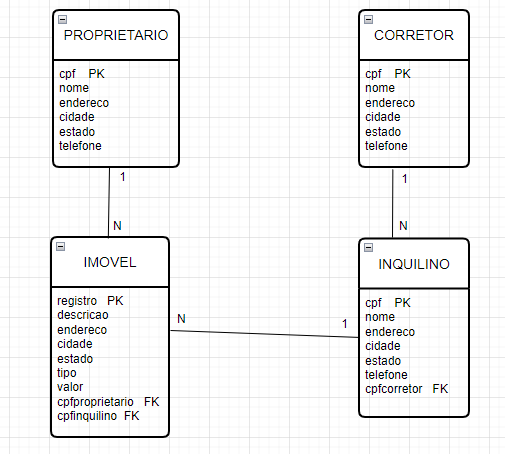 PROPRIETARIO
cpf PK
nome
endereco
cidade
estado
telefone
CORRETOR
cpf PK
nome
endereco
cidade
estado
telefone
1
N
1
N
IMOVEL
registro PK
descricao
endereco
cidade
estado
tipo
valor
cpfproprietario FK
cpfinquilino FK
N
1
INQUILINO
cpf PK
nome
endereco
cidade
estado
telefone
cpfcorretor FK